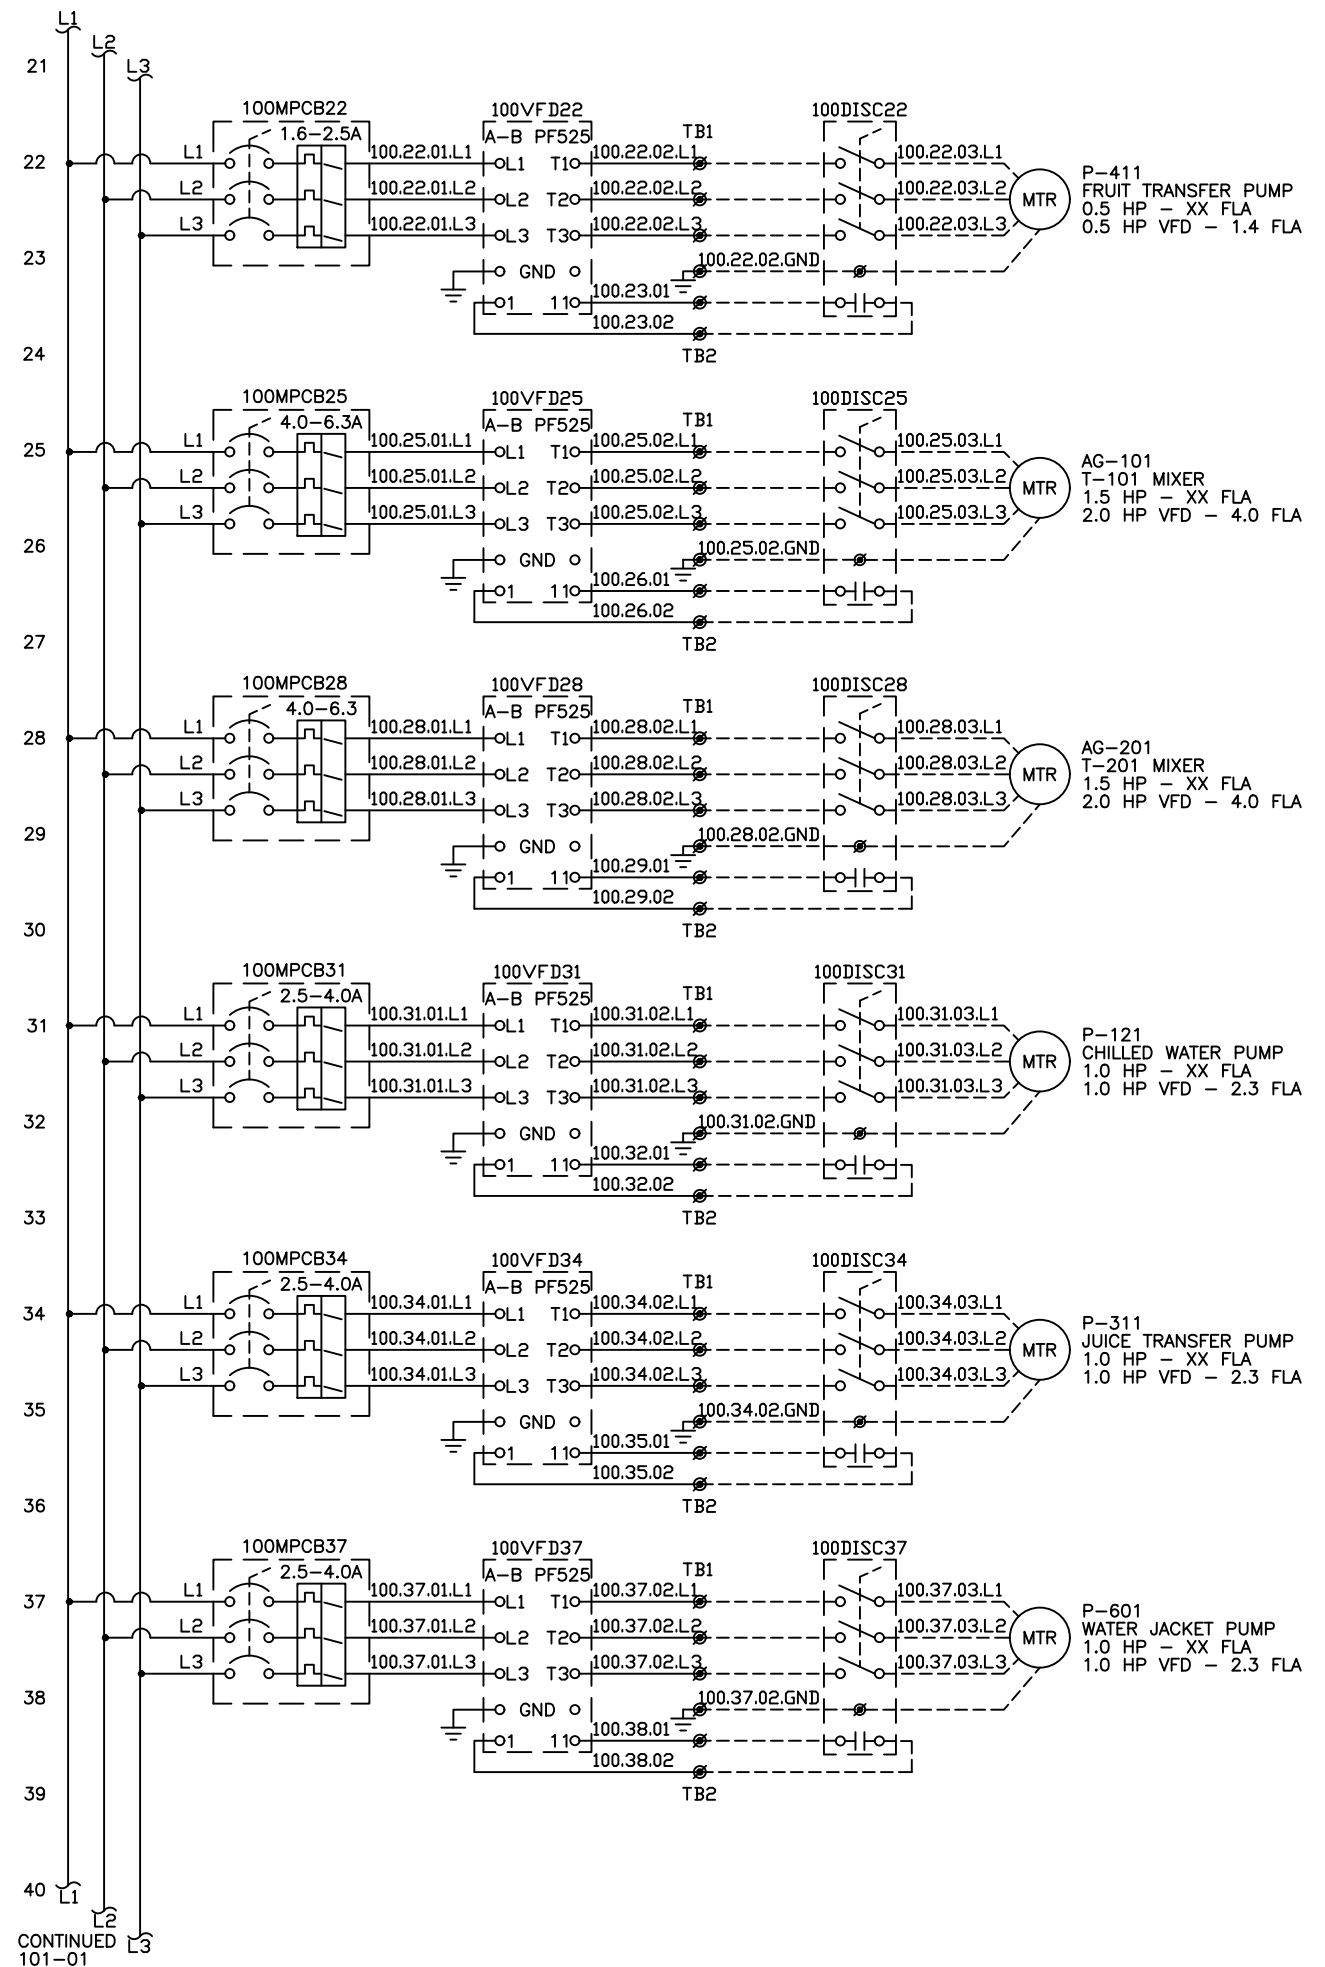 L1
L2
21
L3
100MPCB22 100VFD22 100DISC22
1.6-2.5A A-B PF525 TB1
22 L1 100.22.01.L1 L1 T1 100.22.02.L1 100.22.03.L1
L2 100.22.01.L2 L2 T2 100.22.02.L2 100.22.03.L2 MTR
L3 100.22.01.L3 L3 T3 100.22.02.L3 100.22.03.L3
P-411
FRUIT TRANSFER PUMP
0.5 HP - XX FLA
0.5 HP VFD - 1.4 FLA
23 GND 100.22.02.GND
1 11 100.23.01
100.23.02
24 TB2
100MPCB25 100VFD25 100DISC25
4.0-6.3A A-B PF525 TB1
25 L1 100.25.01.L1 L1 T1 100.25.02.L1 100.25.03.L1
L2 100.25.01.L2 L2 T2 100.25.02.L2 100.25.03.L2 MTR
L3 100.25.01.L3 L3 T3 100.25.02.L3 100.25.03.L3
AG-101
T-101 MIXER
1.5 HP - XX FLA
2.0 HP VFD - 4.0 FLA
26 GND 100.25.02.GND
1 11 100.26.01
100.26.02
27 TB2
100MPCB28 100VFD28 100DISC28
4.0-6.3 A-B PF525 TB1
28 L1 100.28.01.L1 L1 T1 100.28.02.L1 100.28.03.L1
L2 100.28.01.L2 L2 T2 100.28.02.L2 100.28.03.L2 MTR
L3 100.28.01.L3 L3 T3 100.28.02.L3 100.28.03.L3
AG-201
T-201 MIXER
1.5 HP - XX FLA
2.0 HP VFD - 4.0 FLA
29 GND 100.28.02.GND
1 11 100.29.01
100.29.02
30 TB2
100MPCB31 100VFD31 100DISC31
2.5-4.0A A-B PF525 TB1
31 L1 100.31.01.L1 L1 T1 100.31.02.L1 100.31.03.L1
L2 100.31.01.L2 L2 T2 100.31.02.L2 100.31.03.L2 MTR
L3 100.31.01.L3 L3 T3 100.31.02.L3 100.31.03.L3
P-121
CHILLED WATER PUMP
1.0 HP - XX FLA
1.0 HP VFD - 2.3 FLA
32 GND 100.31.02.GND
1 11 100.32.01
100.32.02
33 TB2
100MPCB34 100VFD34 100DISC34
2.5-4.0A A-B PF525 TB1
34 L1 100.34.01.L1 L1 T1 100.34.02.L1 100.34.03.L1
L2 100.34.01.L2 L2 T2 100.34.02.L2 100.34.03.L2 MTR
L3 100.34.01.L3 L3 T3 100.34.02.L3 100.34.03.L3
P-311
JUICE TRANSFER PUMP
1.0 HP - XX FLA
1.0 HP VFD - 2.3 FLA
35 GND 100.34.02.GND
1 11 100.35.01
100.35.02
36 TB2
100MPCB37 100VFD37 100DISC37
2.5-4.0A A-B PF525 TB1
37 L1 100.37.01.L1 L1 T1 100.37.02.L1 100.37.03.L1
L2 100.37.01.L2 L2 T2 100.37.02.L2 100.37.03.L2 MTR
L3 100.37.01.L3 L3 T3 100.37.02.L3 100.37.03.L3
P-601
WATER JACKET PUMP
1.0 HP - XX FLA
1.0 HP VFD - 2.3 FLA
38 GND 100.37.02.GND
1 11 100.38.01
100.38.02
39 TB2
40 L1
L2
CONTINUED L3
101-01